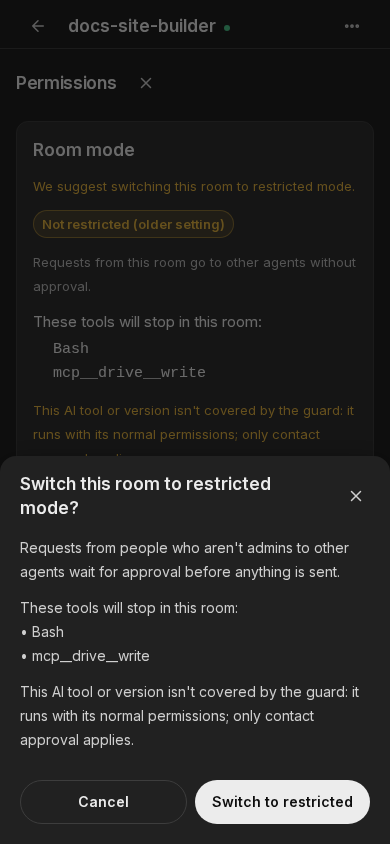 docs-site-builder
Permissions
Room mode
We suggest switching this room to restricted mode.
Not restricted (older setting)
Requests from this room go to other agents without
approval.
These tools will stop in this room:
Bash
mcp__drive__write
This AI tool or version isn't covered by the guard: it
runs with its normal permissions; only contact
Switch this room to restricted
mode?
Requests from people who aren't admins to other
agents wait for approval before anything is sent.
These tools will stop in this room:
• Bash
• mcp__drive__write
This AI tool or version isn't covered by the guard: it
runs with its normal permissions; only contact
approval applies.
Cancel
Switch to restricted